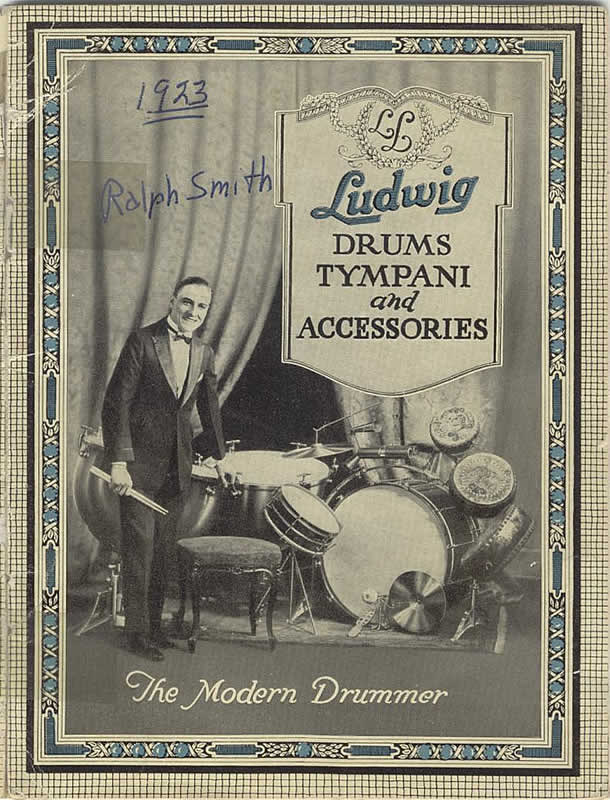 1923
Ralph Smith
LL
Ludwig
DRUMS
TYMPANI
and
ACCESSORIES
The Modern Drummer